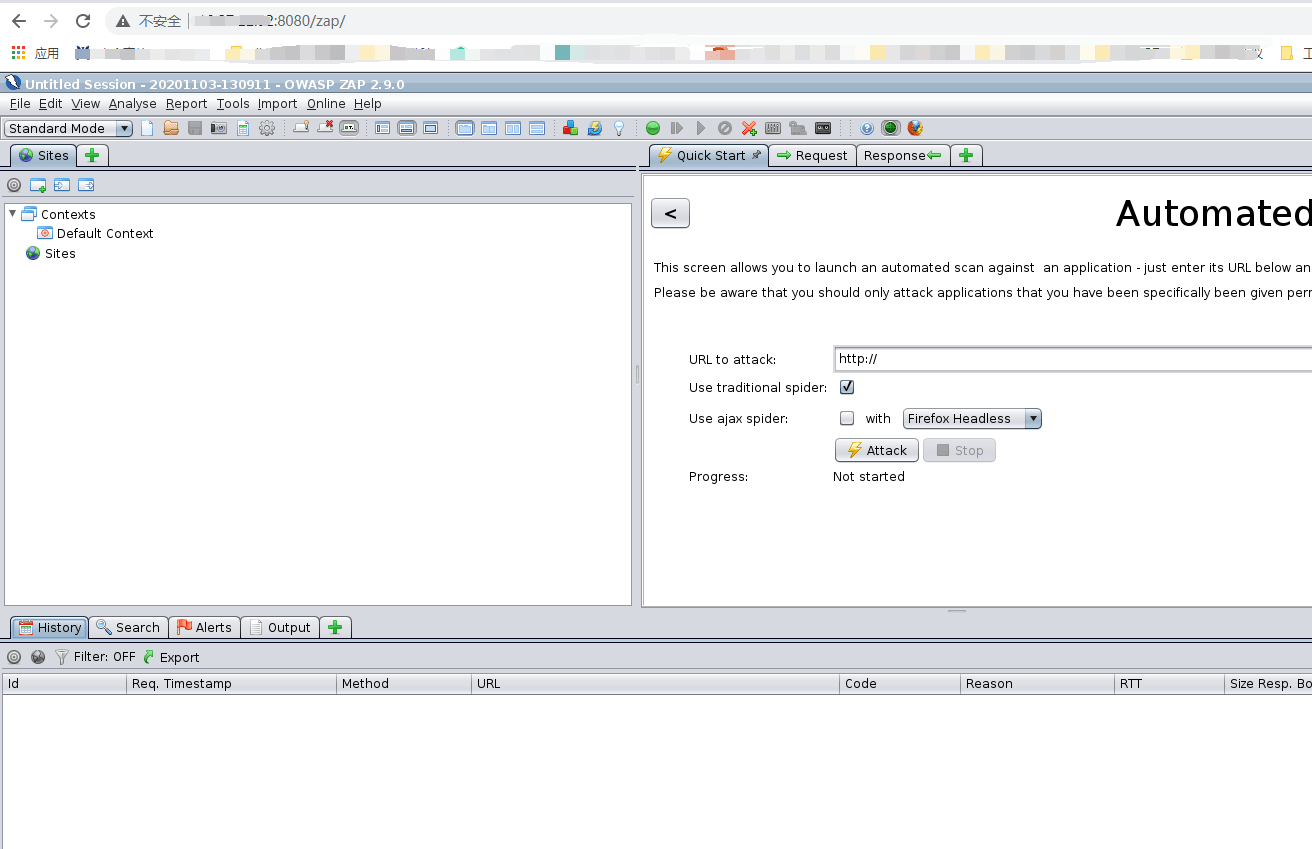 不安全 :8080/zap/
应用
Untitled Session - 20201103-130911 - OWASP ZAP 2.9.0
File Edit View Analyse Report Tools Import Online Help
Standard Mode
Sites
Quick Start Request Response
Contexts
Default Context
Sites
<
Automated
This screen allows you to launch an automated scan against an application - just enter its URL below an
Please be aware that you should only attack applications that you have been specifically been given perr
URL to attack: http://
Use traditional spider:
Use ajax spider: with Firefox Headless
Attack Stop
Progress: Not started
History Search Alerts Output
Filter: OFF Export
Id Req. Timestamp Method URL Code Reason RTT Size Resp. Bo